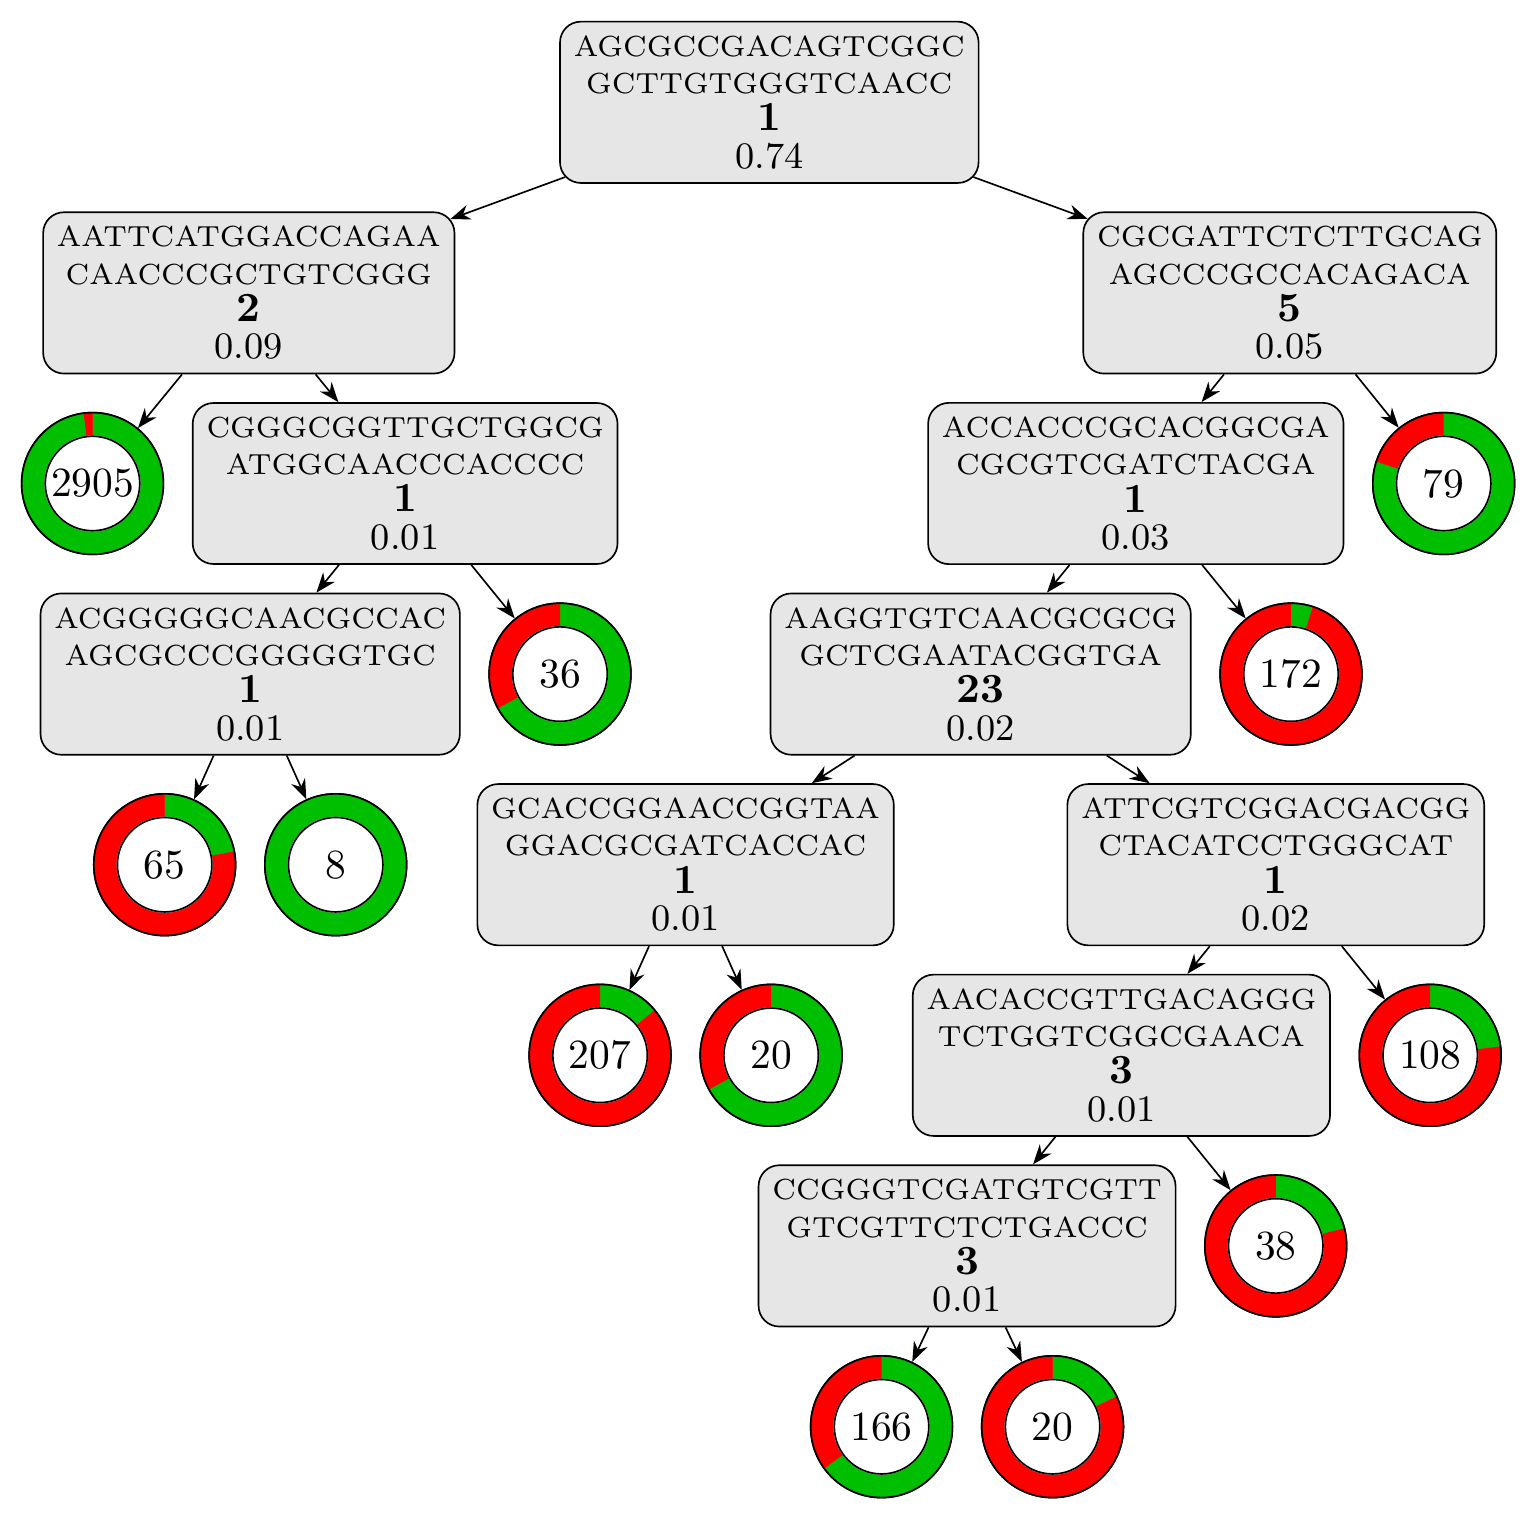 AGCGCCGACAGTCGGC
GCTTGTGGGTCAACC
1
0.74
AATTCATGGACCAGAA
CAACCCGCTGTCGGG
2
0.09
CGCGATTCTCTTGCAG
AGCCCGCCACAGACA
5
0.05
2905
CGGGCGGTTGCTGGCG
ATGGCAACCCACCCC
1
0.01
ACCACCCGCACGGCGA
CGCGTCGATCTACGA
1
0.03
79
ACGGGGGCAACGCCAC
AGCGCCCGGGGGTGC
1
0.01
36
AAGGTGTCAACGCGCG
GCTCGAATACGGTGA
23
0.02
172
65
8
GCACCGGAACCGGTAA
GGACGCGATCACCAC
1
0.01
ATTCGTCGGACGACGG
CTACATCCTGGGCAT
1
0.02
207
20
AACACCGTTGACAGGG
TCTGGTCGGCGAACA
3
0.01
108
CCGGGTCGATGTCGTT
GTCGTTCTCTGACCC
3
0.01
38
166
20